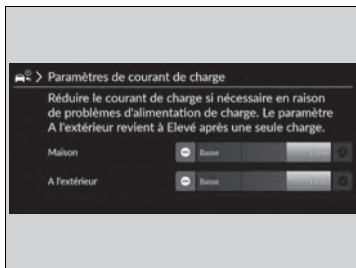 Paramètres de courant de charge
Réduire le courant de charge si nécessaire en raison
de problèmes d'alimentation de charge. Le paramètre
A l'extérieur revient à Elevé après une seule charge.
Maison
Basse
A l'extérieur
Basse